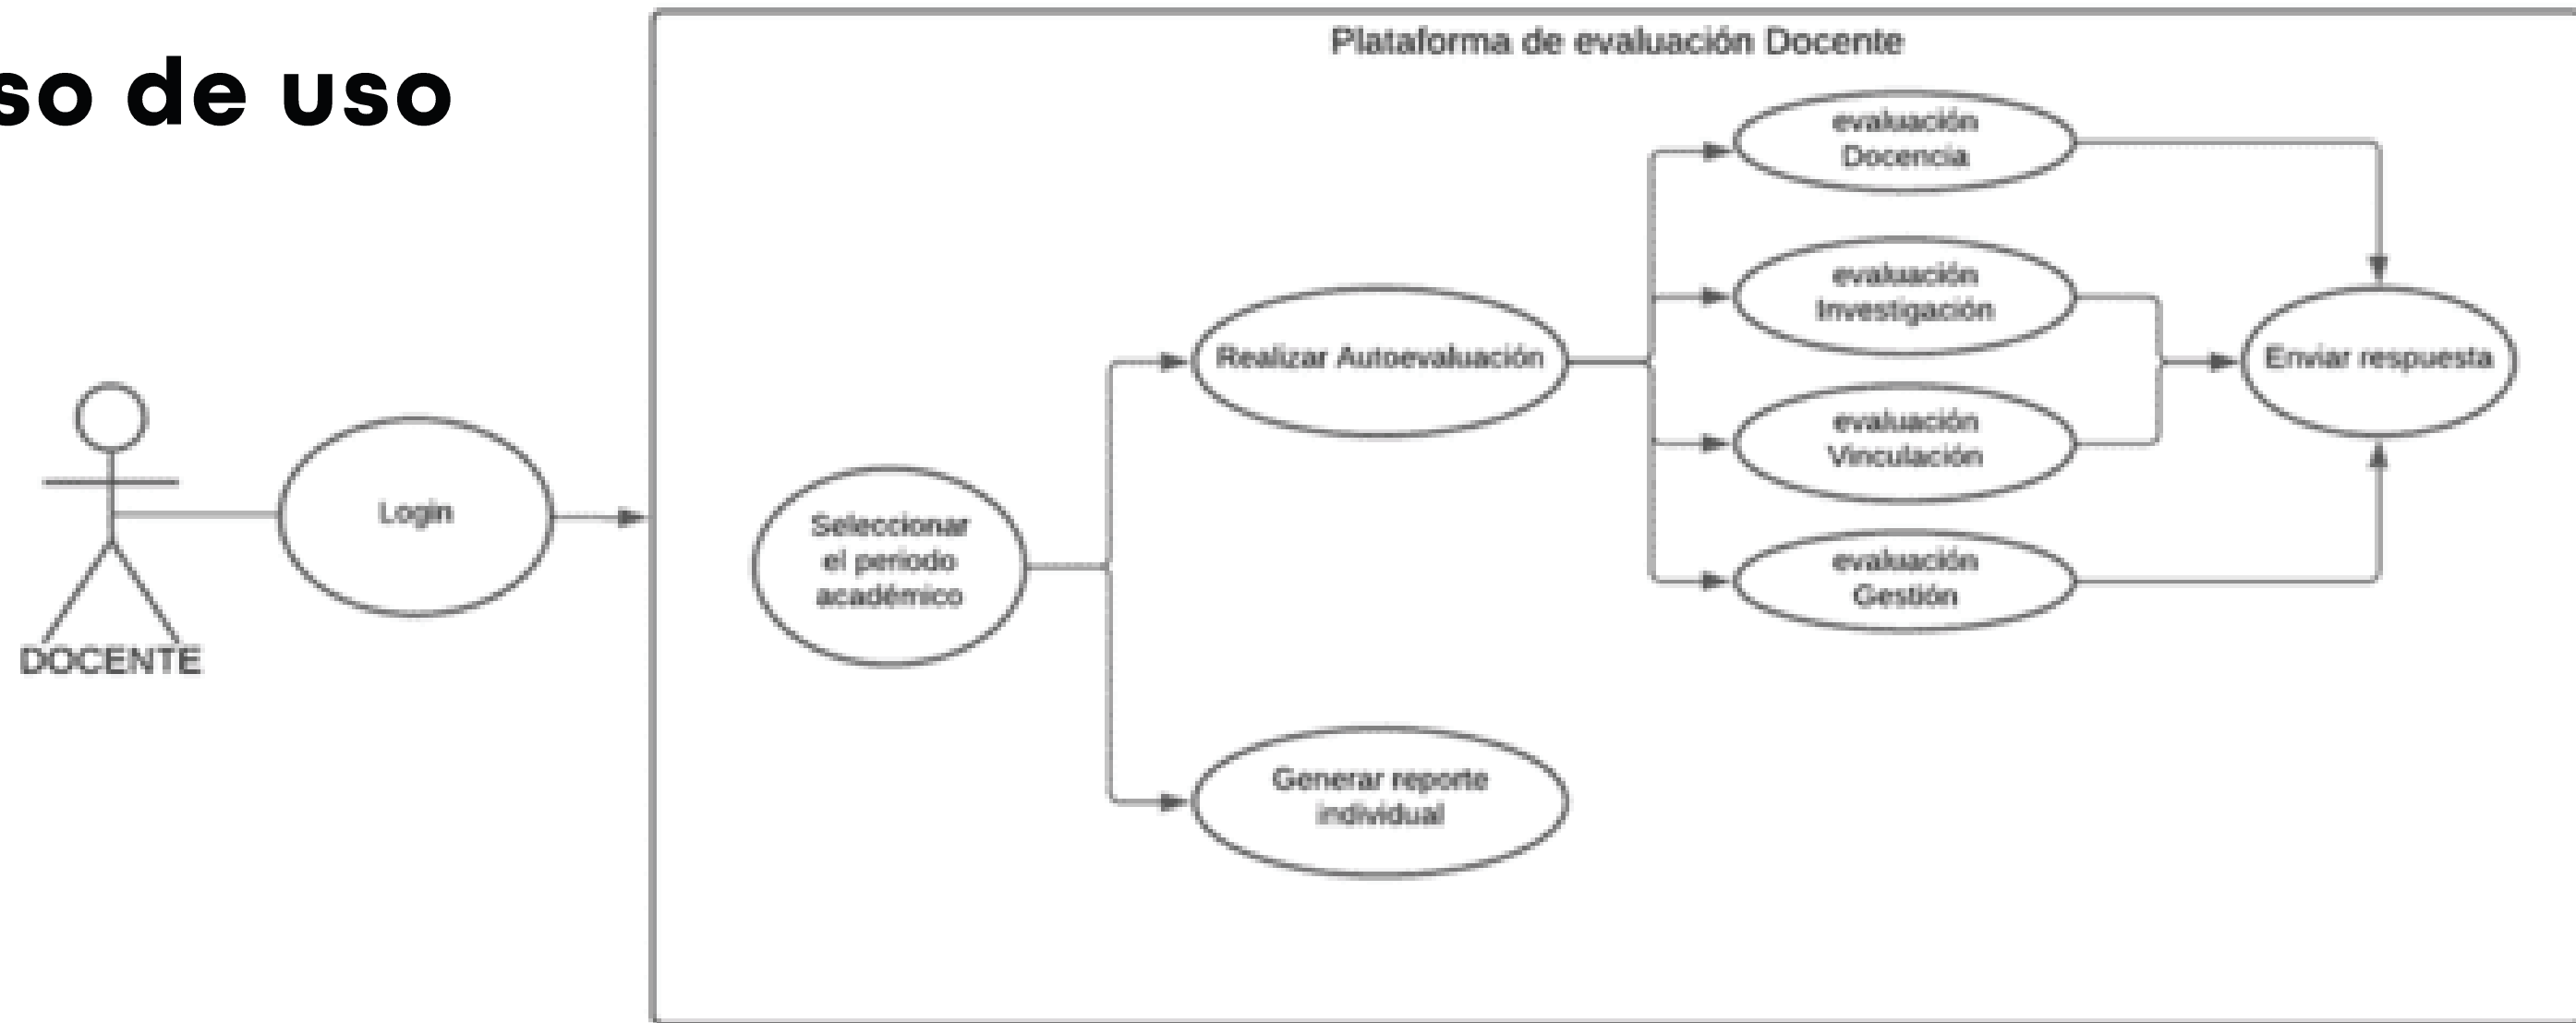 so de uso
Plataforma de evaluación Docente
evaluación
Docencia
evaluación
Investigación
Realizar Autoevaluación
Enviar respuesta
evaluación
Vinculación
Login
Seleccionar
el periodo
académico
evaluación
Gestión
DOCENTE
Generar reporte
individual